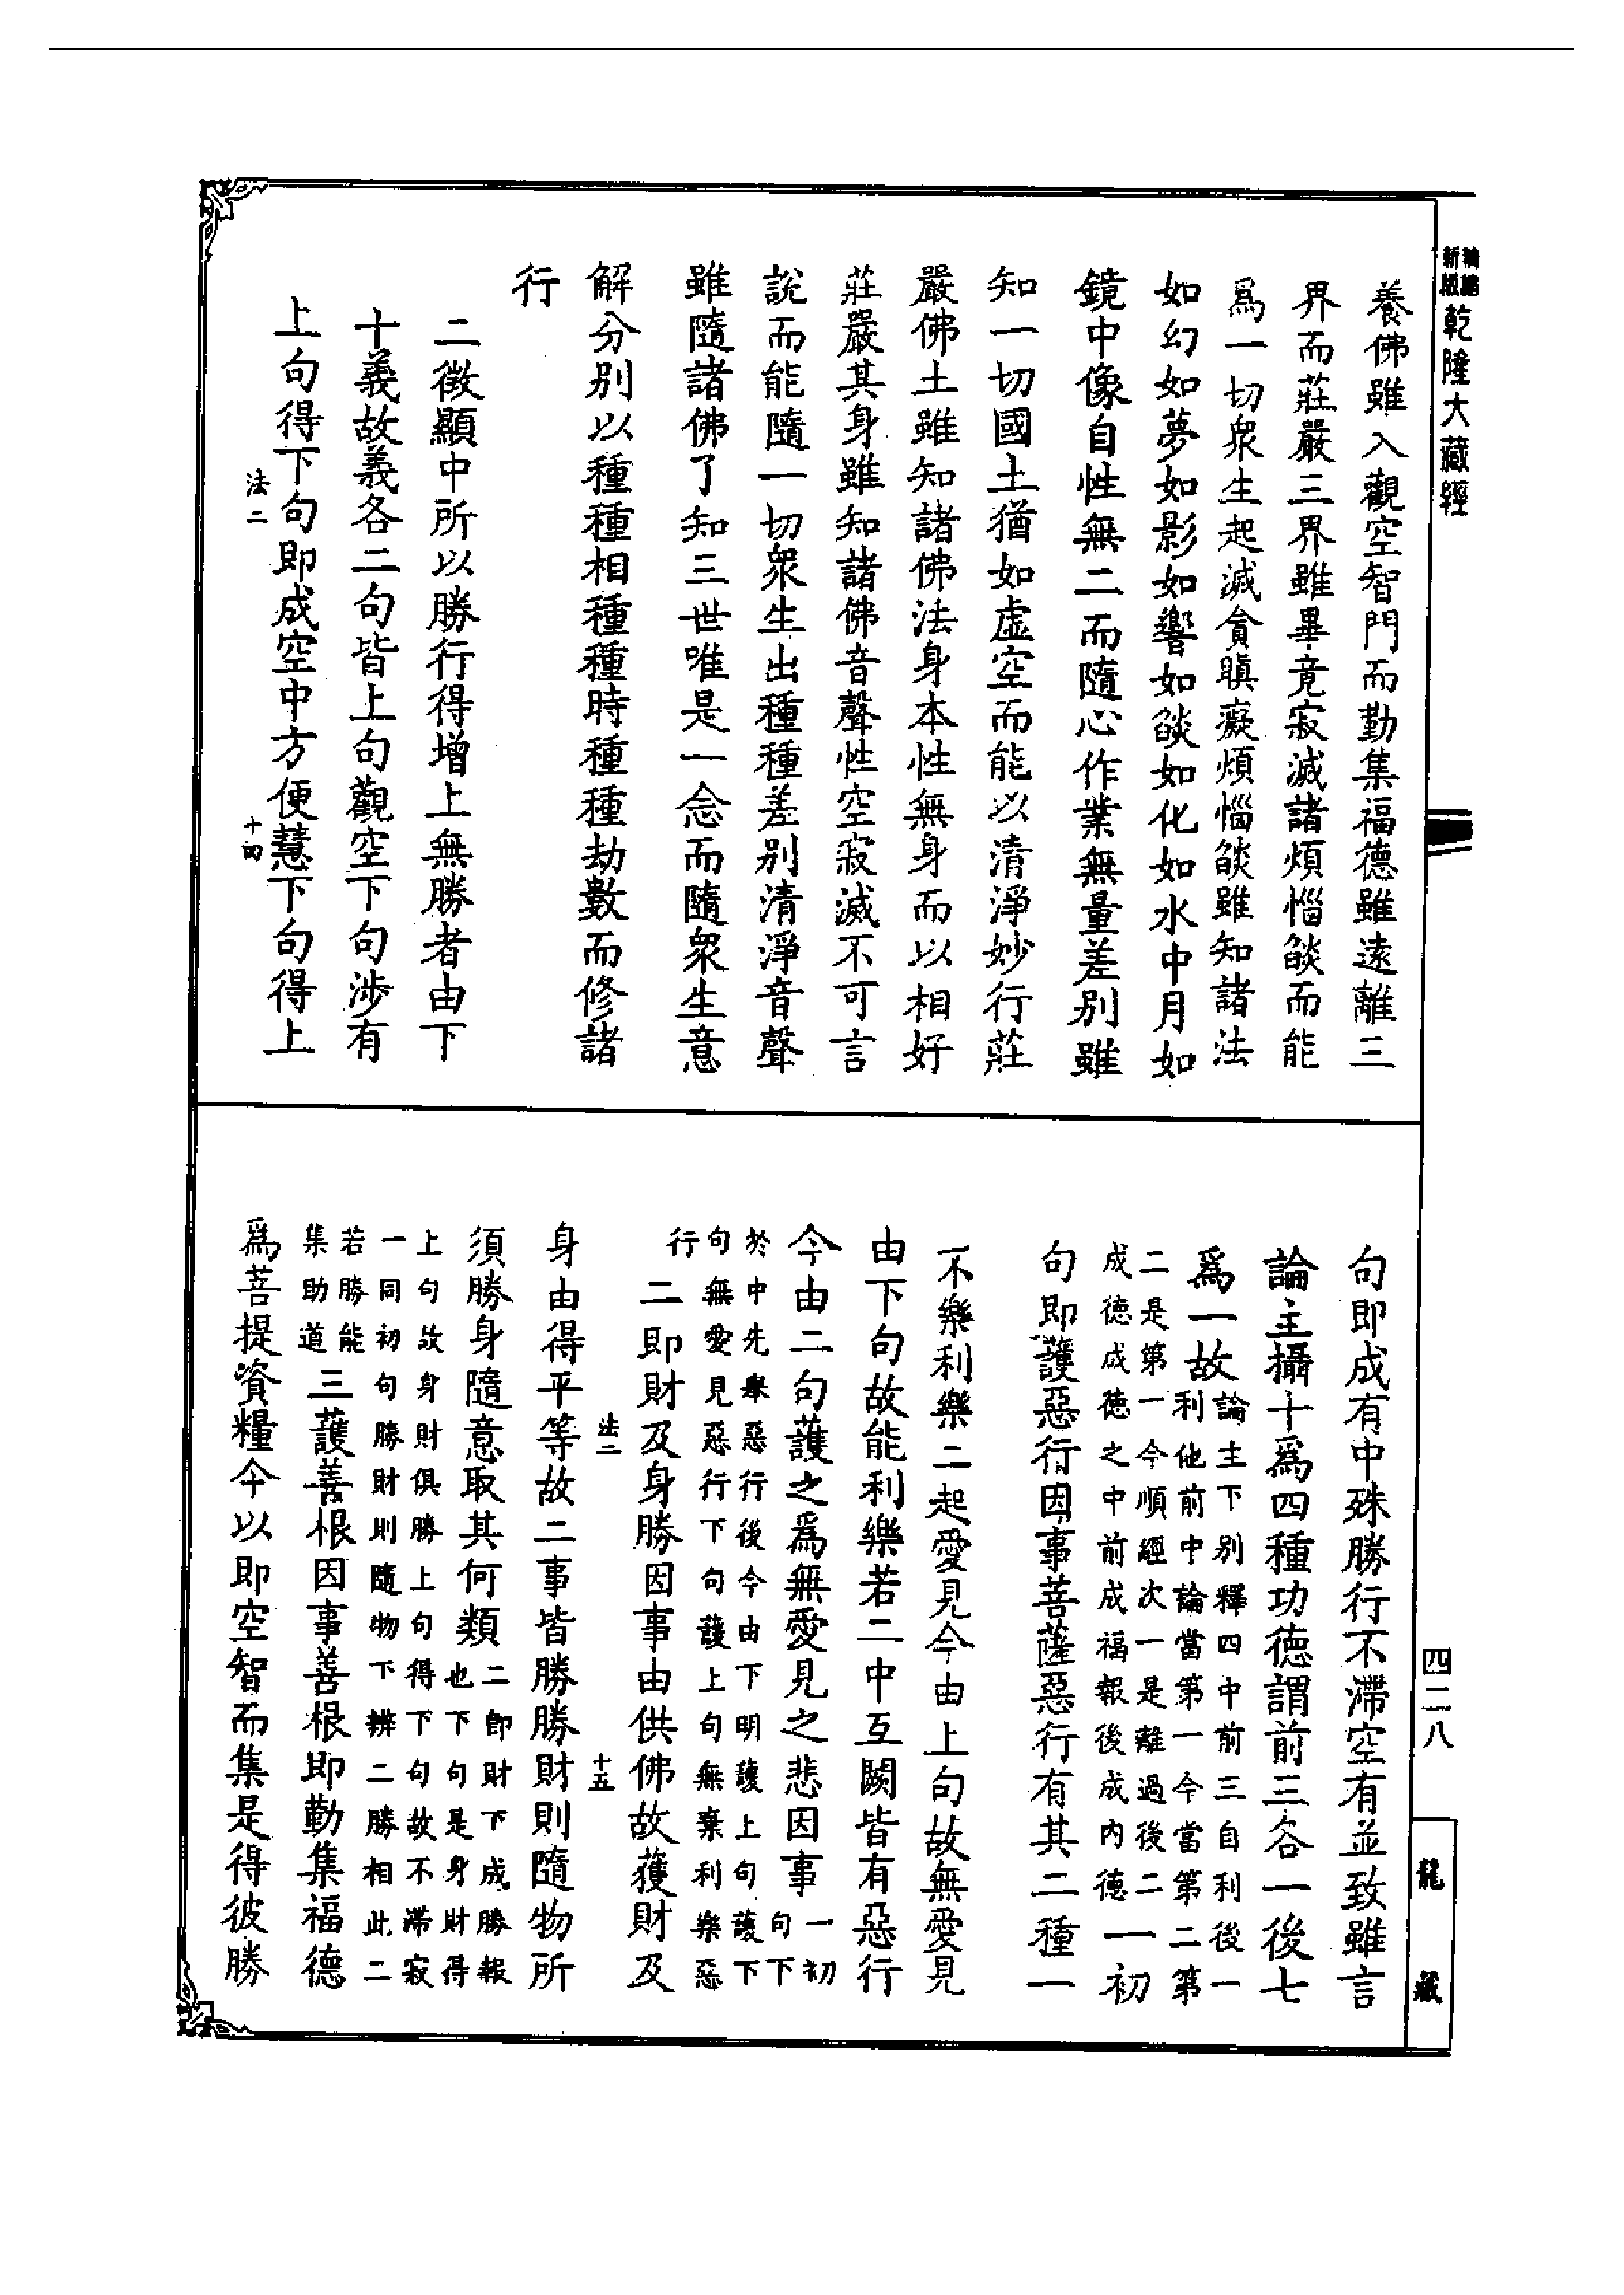 新版
乾隆大藏經
養佛雖入觀空智門而勤集福德雖遠離三
界而莊嚴三界雖畢竟寂滅諸煩惱燄而能
爲一切衆生起滅貪瞋癡煩惱燄雖知諸法
如幻如夢如影如響如燄如化如水中月如
鏡中像自性無二而隨心作業無量差別雖
知一切國土猶如虛空而能以清淨妙行莊
嚴佛土雖知諸佛法身本性無身而以相好
莊嚴其身雖知諸佛音聲性空寂滅不可言
說而能隨一切衆生出種種差別清淨音聲
雖隨諸佛了知三世唯是一念而隨衆生意
解分別以種種相種種時種種劫數而修諸
行
二徵顯中所以勝行得增上無勝者由下
十義故義各二句皆上句觀空下句涉有
上句得下句即成空中方便慧下句得上
法二 十四
四二八
龍藏
句即成有中殊勝行不滯空有並致雖言
論主攝十爲四種功德謂前三各一後七
爲一故論主下別釋四中前三自利後一
利他前中論當第一今當第二第
二是第一今順經次一是離過後二
成德成德之中前成福報後成內德一初
句即護惡行因事菩薩惡行有其二種一
不樂利樂二起愛見今由上句故無愛見
由下句故能利樂若二中互闕皆有惡行
今由二句護之爲無愛見之悲因事一初
句下
於中先舉惡行後今由下明護上句護下
句無愛見惡行下句護上句無棄利樂惡
行
二即財及身勝因事由供佛故獲財及
法二 十五
身由得平等故二事皆勝勝財則隨物所
須勝身隨意取其何類二即財下成勝報
也下句是身財得
上句故身財俱勝上句得下句故不滯寂
一同初句勝財則隨物下辨二勝相此二
若勝能
集助道三護善根因事善根即勤集福德
爲菩提資糧今以即空智而集是得彼勝